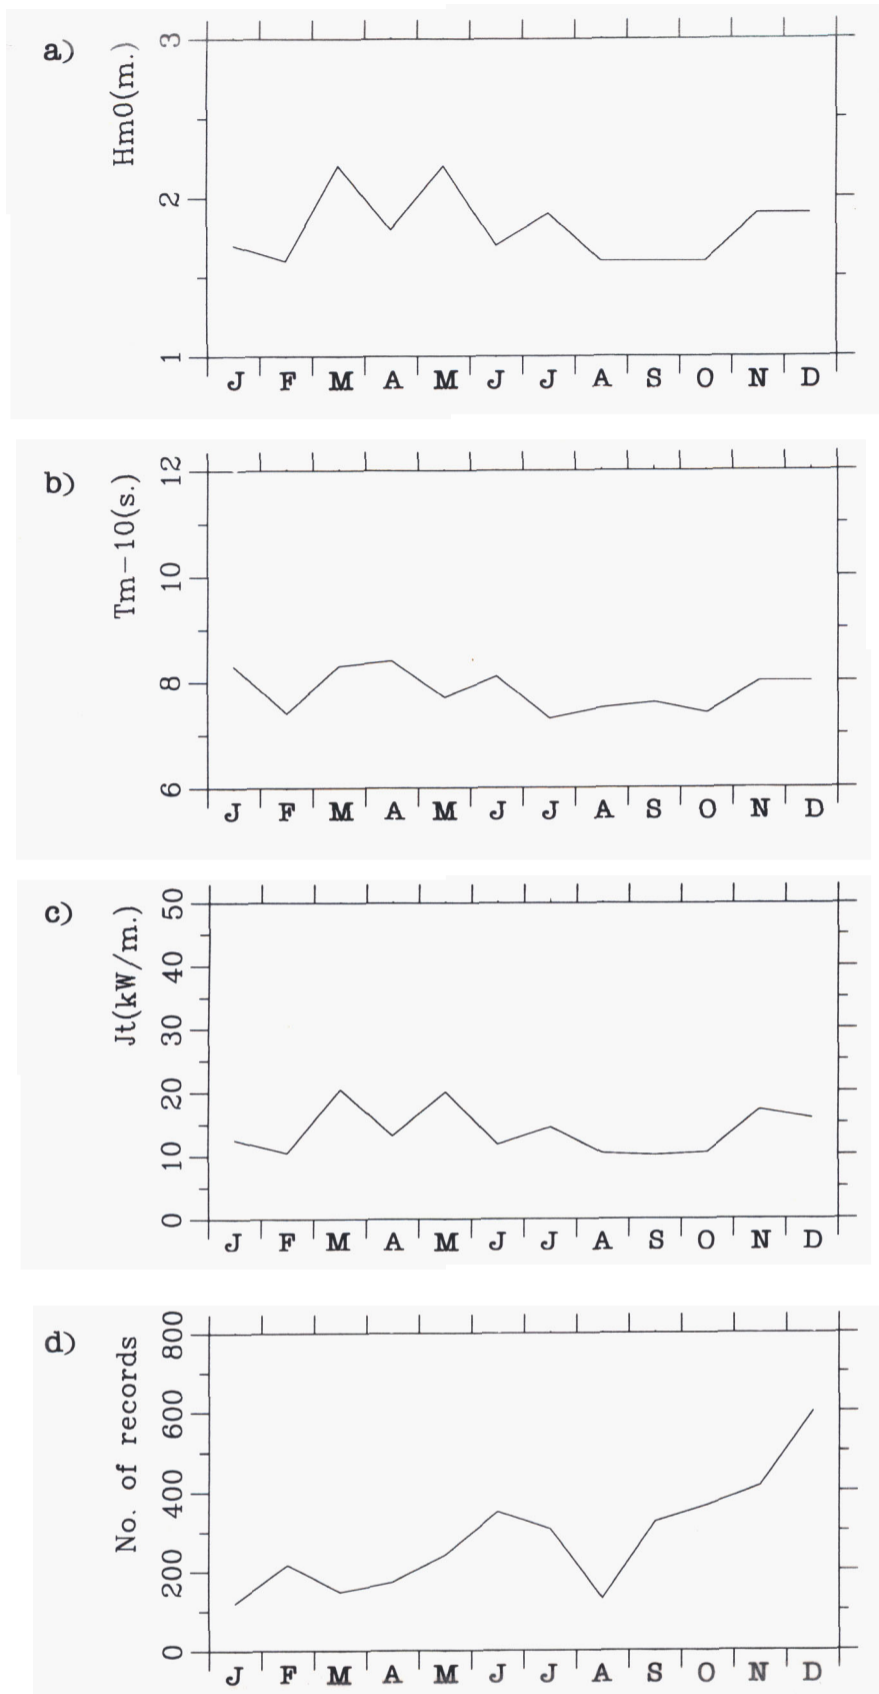 a)
Hm0(m.)
3
2
1
J F M A M J J A S O N D
b)
Tm-10(s.)
12
10
8
6
J F M A M J J A S O N D
c)
Jt(kW/m.)
50
40
30
20
10
0
J F M A M J J A S O N D
d)
No. of records
800
600
400
200
0
J F M A M J J A S O N D